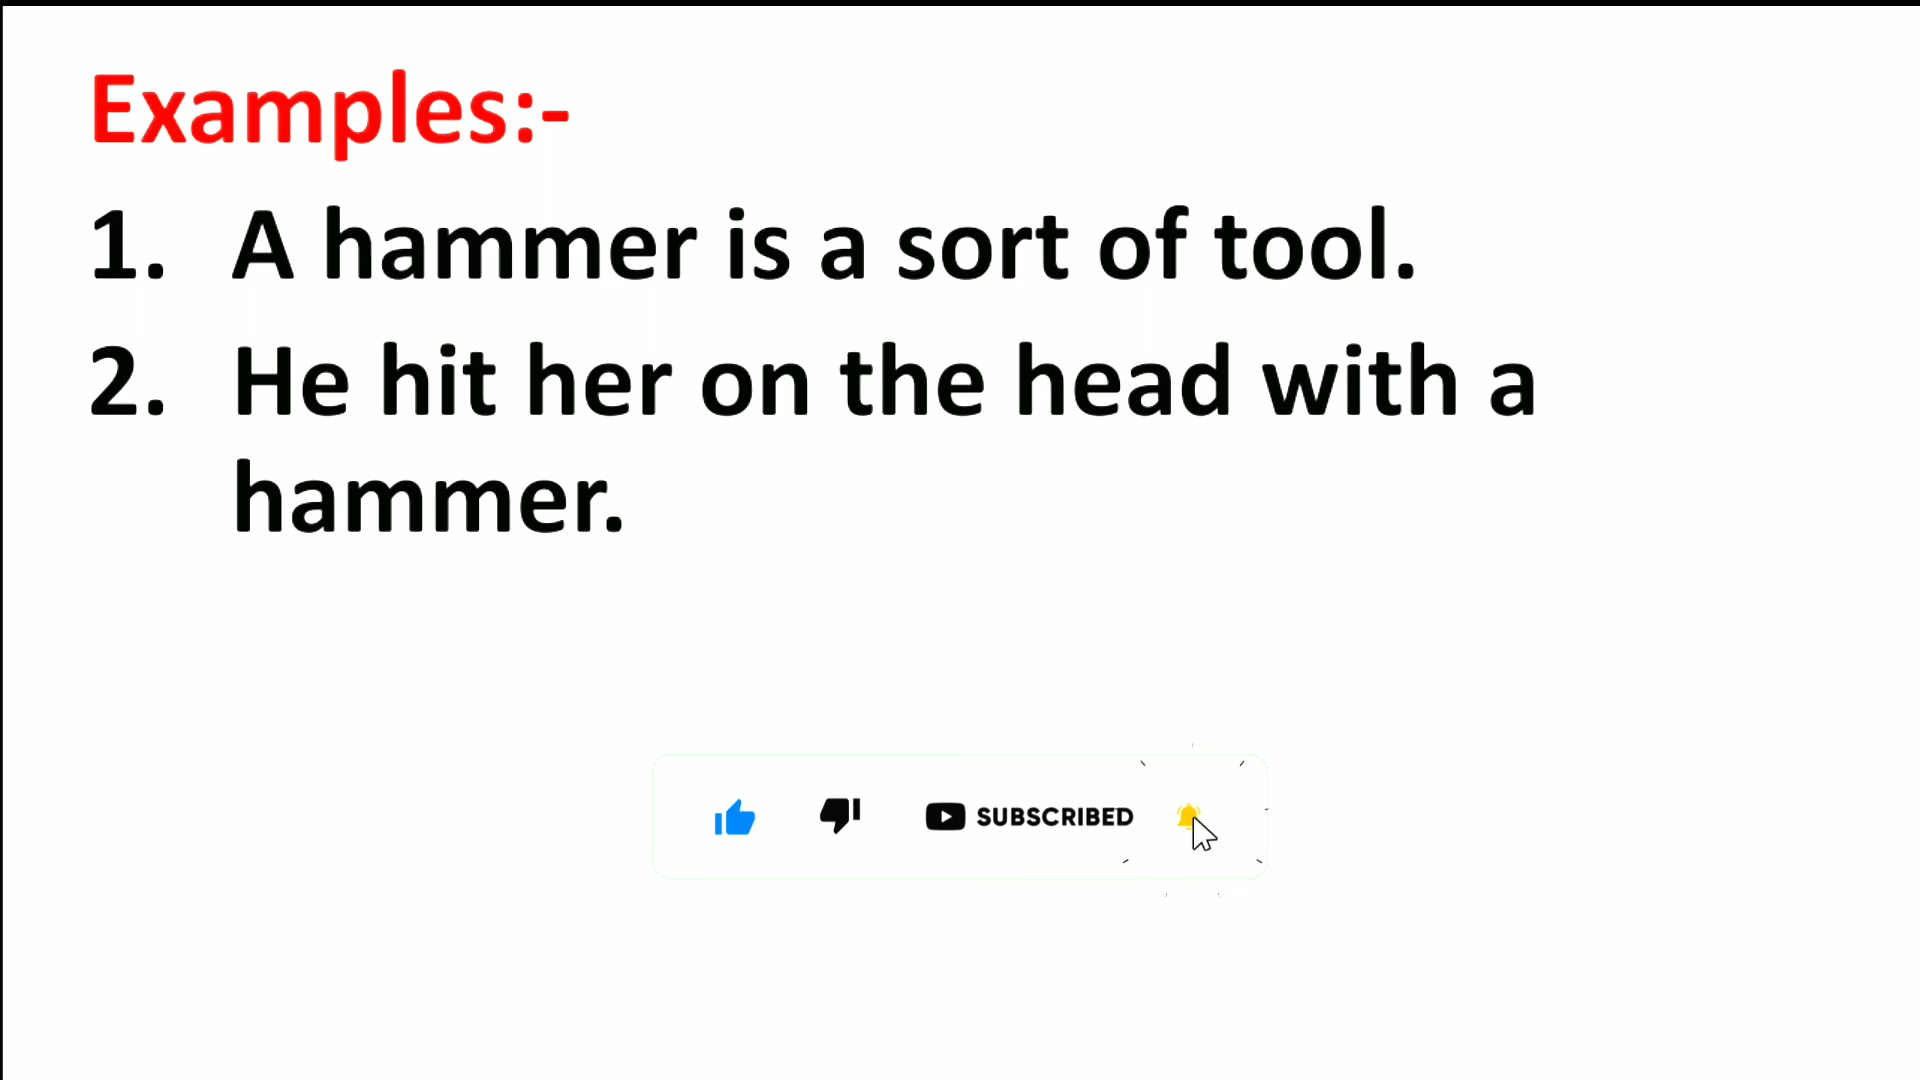 Examples:-
1. A hammer is a sort of tool.
2. He hit her on the head with a
hammer.
SUBSCRIBED